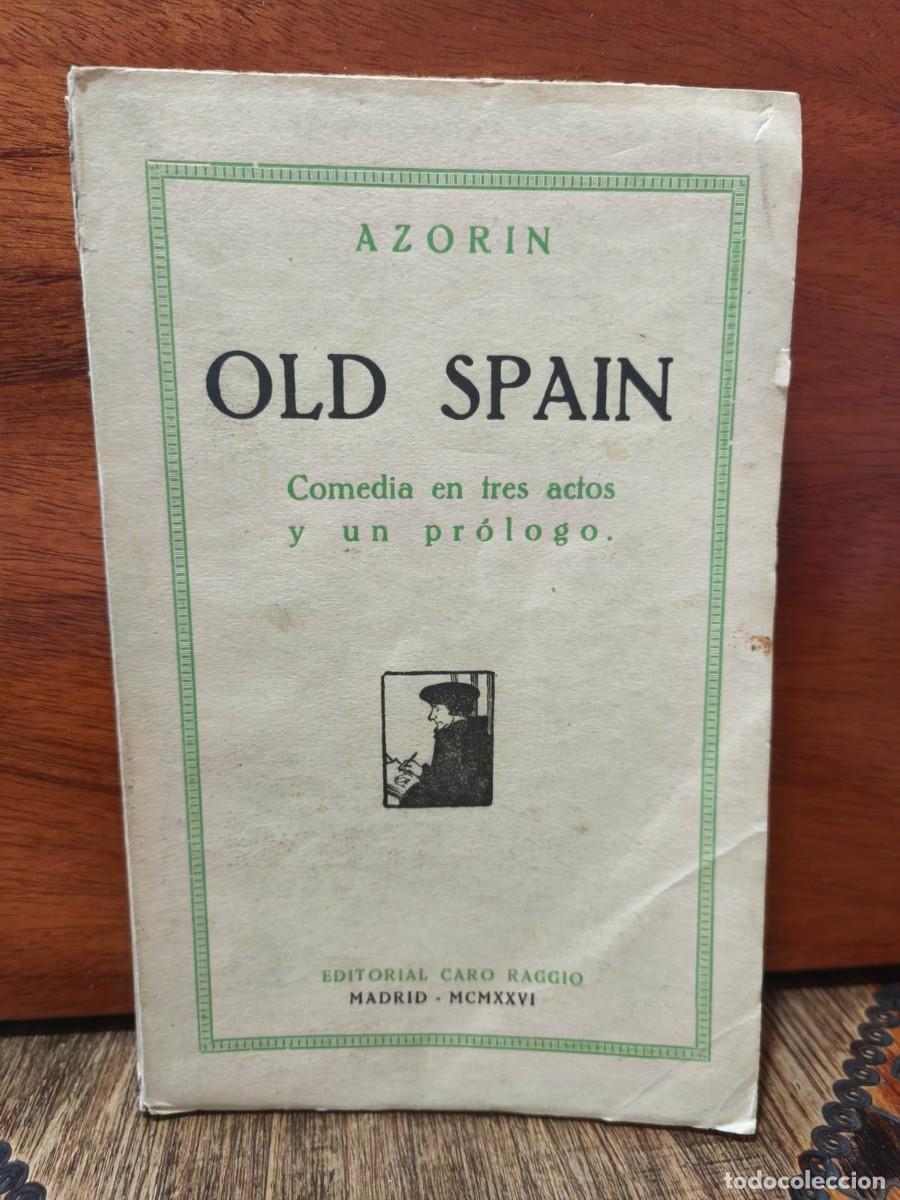 AZORIN
OLD SPAIN
Comedia en tres actos
y un prólogo.
EDITORIAL CARO RAGGIO
MADRID - MCMXXVI
todocoleccion